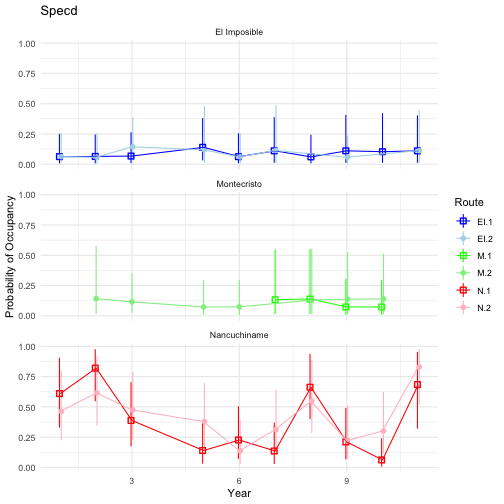 Specd
El Imposible
1.00
0.75
0.50
0.25
0.00
Montecristo
1.00
0.75
0.50
0.25
0.00
Nancuchiname
1.00
0.75
0.50
0.25
0.00
3
6
9
Year
Probability of Occupancy
Route
EI.1
EI.2
M.1
M.2
N.1
N.2